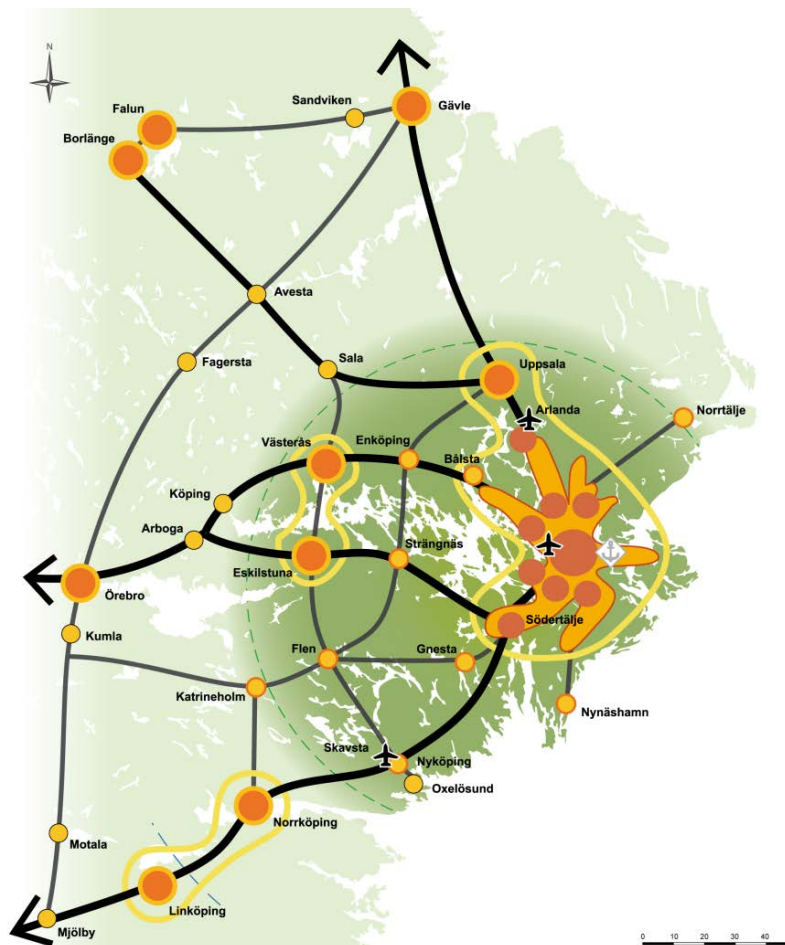 N
Sandviken
Gävle
Falun
Borlänge
Avesta
Fagersta
Sala
Uppsala
Arlanda
Norrtälje
Västerås
Enköping
Bålsta
Köping
Arboga
Strängnäs
Eskilstuna
Örebro
Södertälje
Kumla
Flen
Gnesta
Katrineholm
Nynäshamn
Skavsta
Nyköping
Oxelösund
Norrköping
Motala
Linköping
Mjölby
0 10 20 30 40